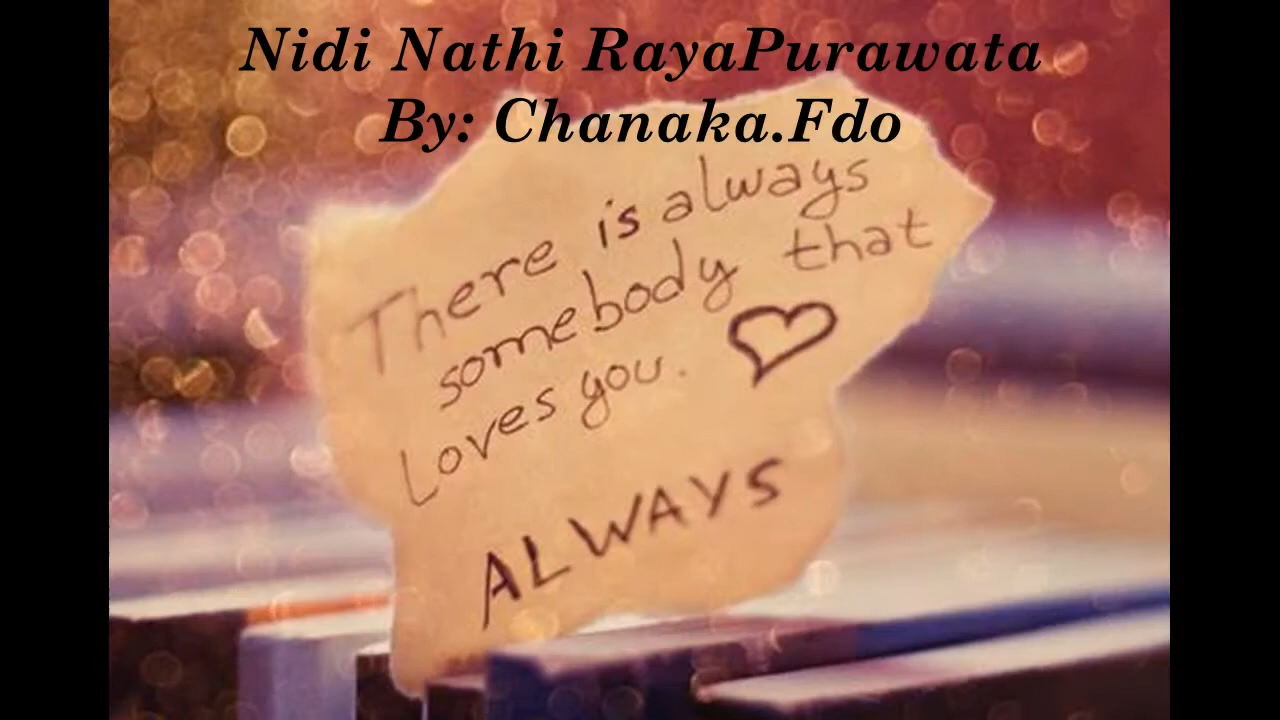 Nidi Nathi RayaPurawata
By: Chanaka.Fdo
There is always
somebody that
Loves you.
ALWAYS